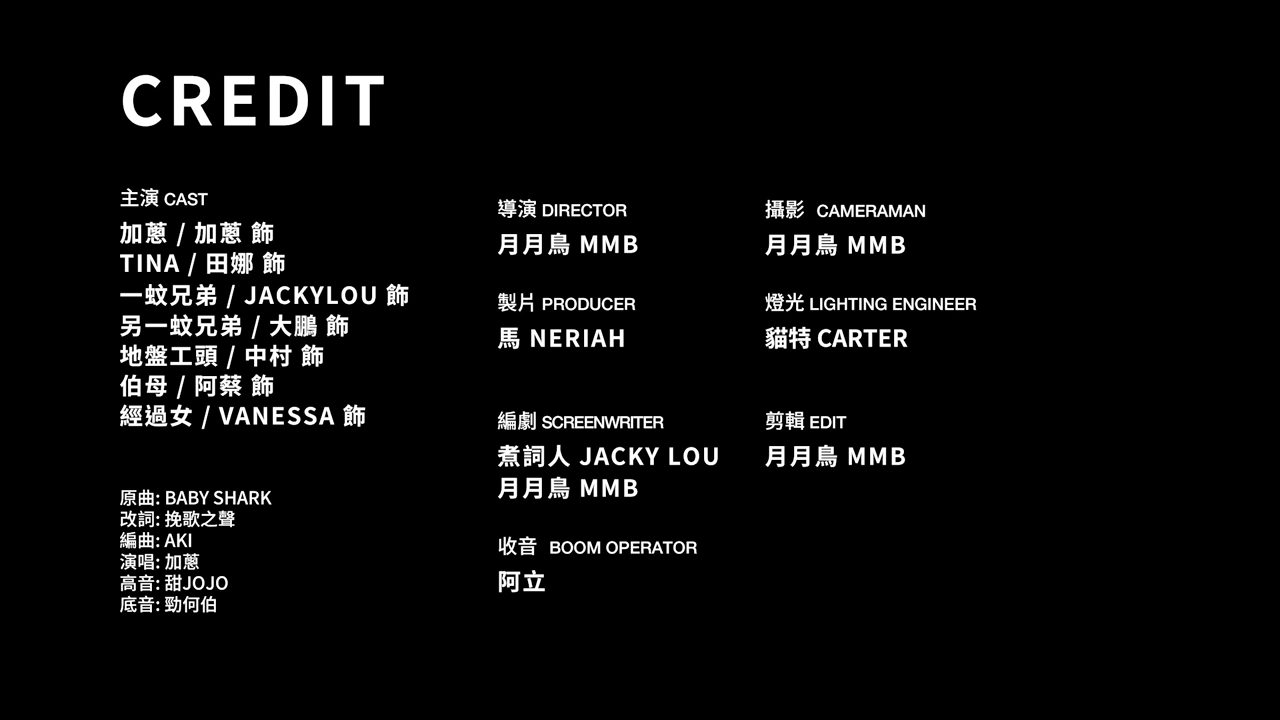 CREDIT
主演 CAST
加蔥 / 加蔥 飾
TINA / 田娜 飾
一蚊兄弟 / JACKYLOU 飾
另一蚊兄弟 / 大鵬 飾
地盤工頭 / 中村 飾
伯母 / 阿蔡 飾
經過女 / VANESSA 飾
原曲: BABY SHARK
改詞: 挽歌之聲
編曲: AKI
演唱: 加蔥
高音: 甜JOJO
底音: 勁何伯
導演 DIRECTOR
月月鳥 MMB
製片 PRODUCER
馬 NERIAH
編劇 SCREENWRITER
煮詞人 JACKY LOU
月月鳥 MMB
收音 BOOM OPERATOR
阿立
攝影 CAMERAMAN
月月鳥 MMB
燈光 LIGHTING ENGINEER
貓特 CARTER
剪輯 EDIT
月月鳥 MMB